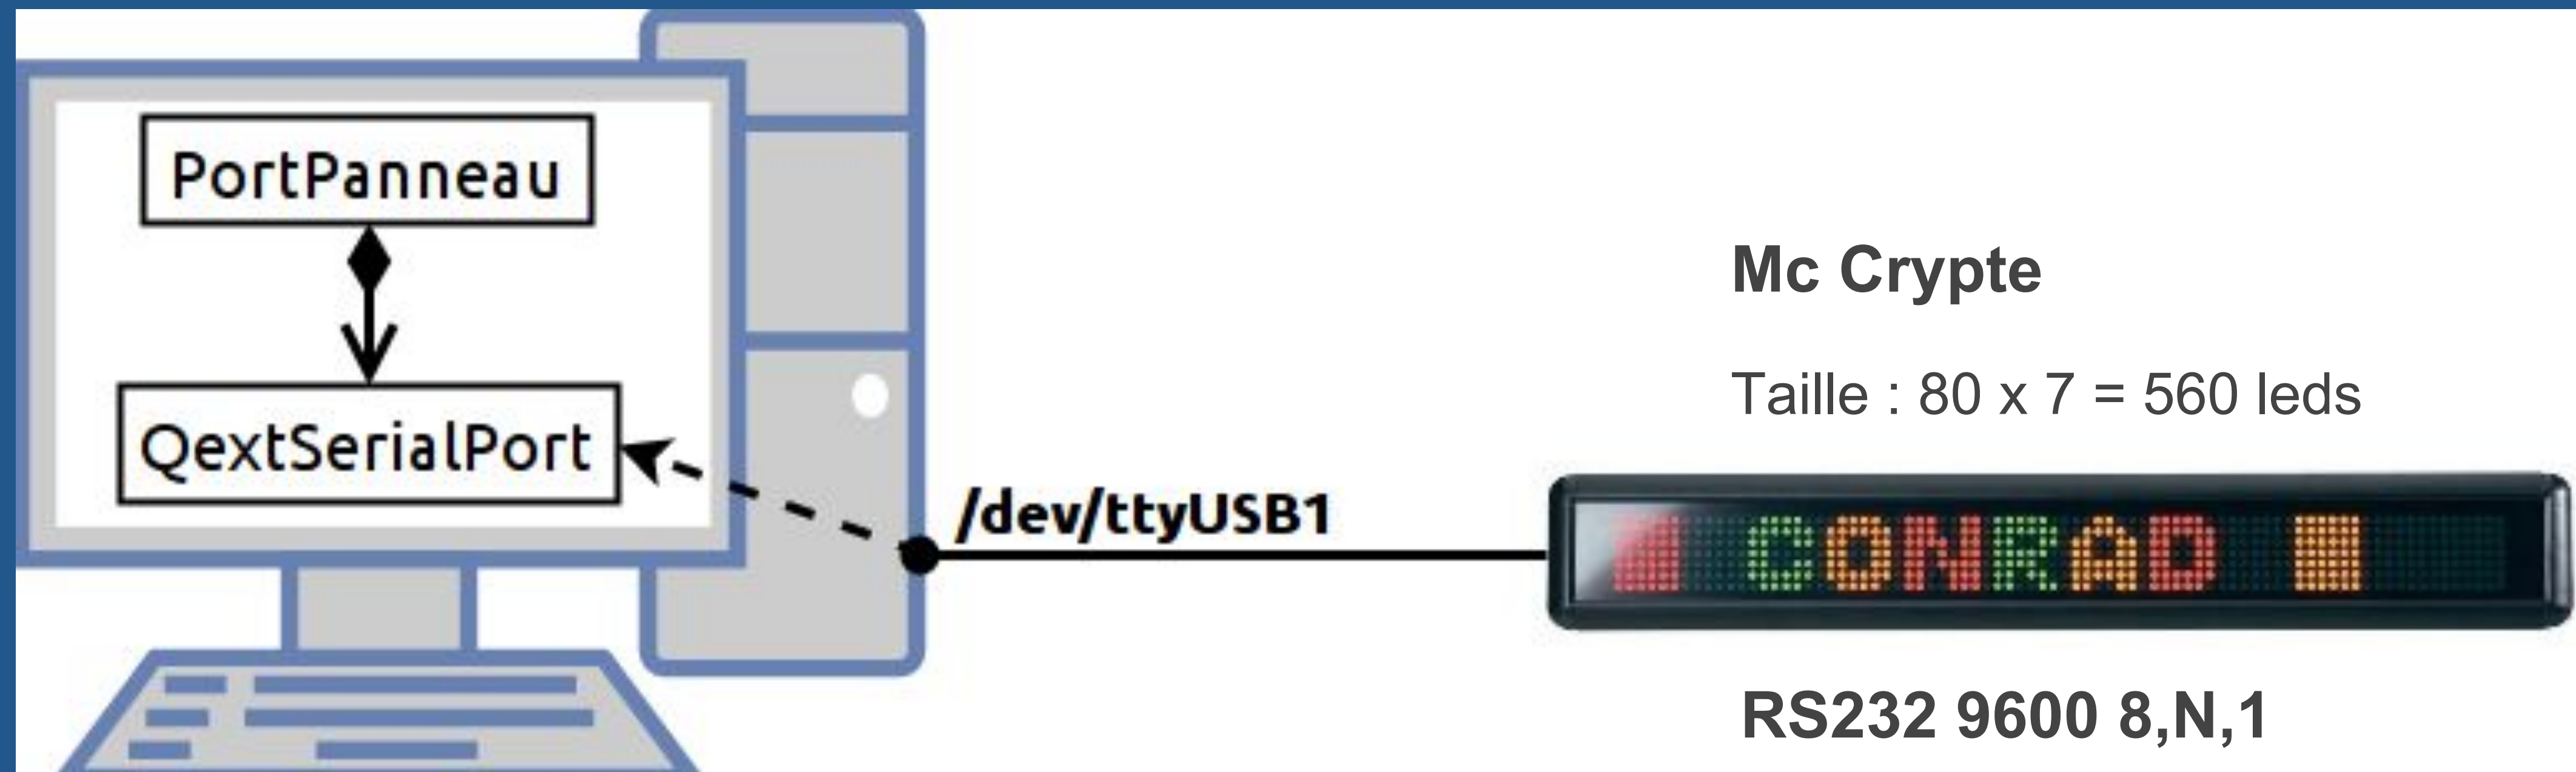 PortPanneau
QextSerialPort
/dev/ttyUSB1
Mc Crypte
Taille : 80 x 7 = 560 leds
CONRAD
RS232 9600 8,N,1